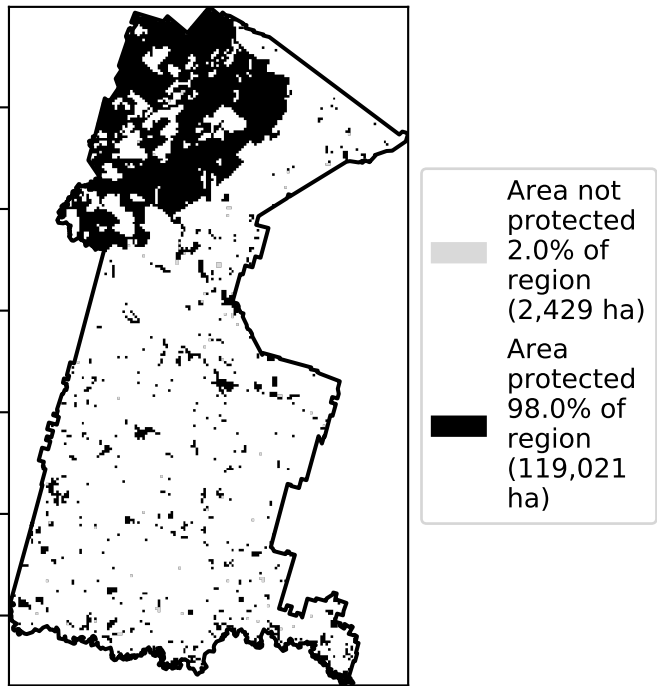 Area not
protected
2.0% of
region
(2,429 ha)
Area
protected
98.0% of
region
(119,021
ha)